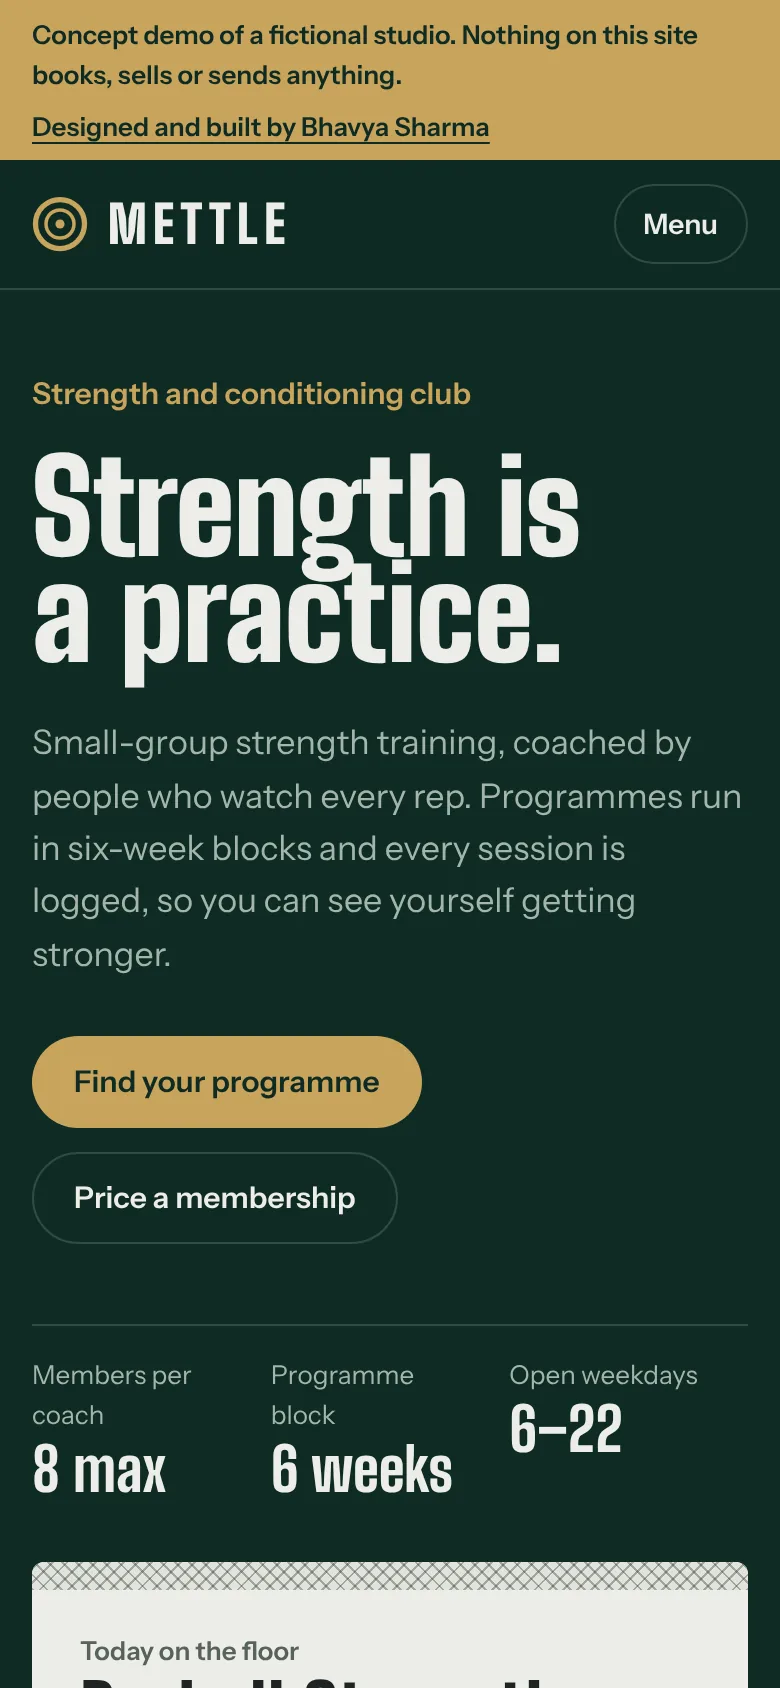 Concept demo of a fictional studio. Nothing on this site
books, sells or sends anything.
Designed and built by Bhavya Sharma
METTLE
Menu
Strength and conditioning club
Strength is
a practice.
Small-group strength training, coached by
people who watch every rep. Programmes run
in six-week blocks and every session is
logged, so you can see yourself getting
stronger.
Find your programme
Price a membership
Members per
coach
8 max
Programme
block
6 weeks
Open weekdays
6–22
Today on the floor